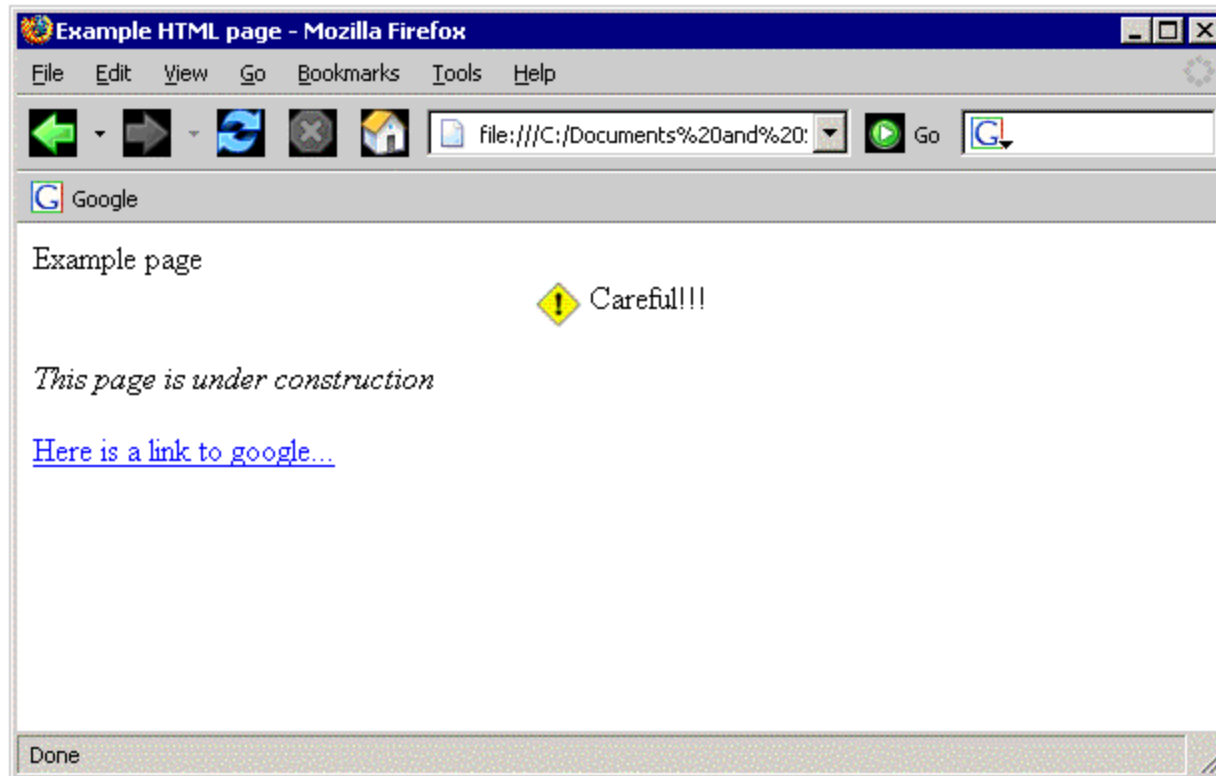 Example HTML page - Mozilla Firefox
File Edit View Go Bookmarks Tools Help
file:///C:/Documents%20and%20 Go G
G Google
Example page
! Careful!!!
This page is under construction
Here is a link to google...
Done